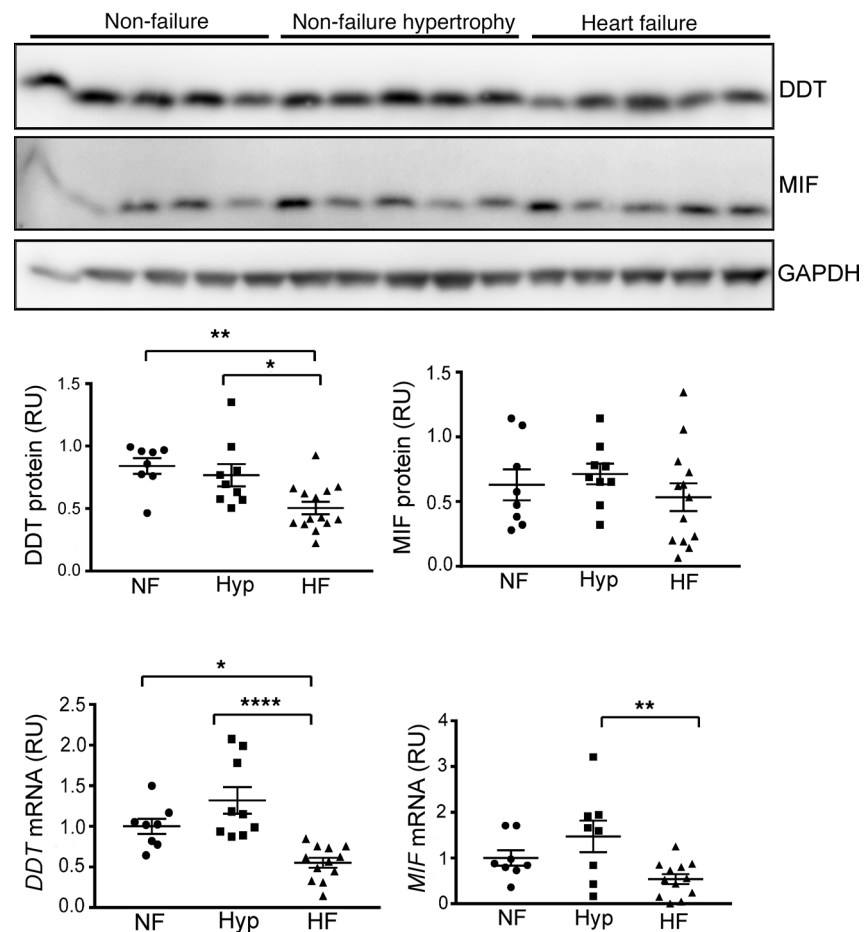 Non-failure Non-failure hypertrophy Heart failure
DDT
MIF
GAPDH
**
*
DDT protein (RU)
1.5
1.0
0.5
0.0
NF Hyp HF
MIF protein (RU)
1.5
1.0
0.5
0.0
NF Hyp HF
*
****
DDT mRNA (RU)
2.5
2.0
1.5
1.0
0.5
0.0
NF Hyp HF
**
MIF mRNA (RU)
4
3
2
1
0
NF Hyp HF